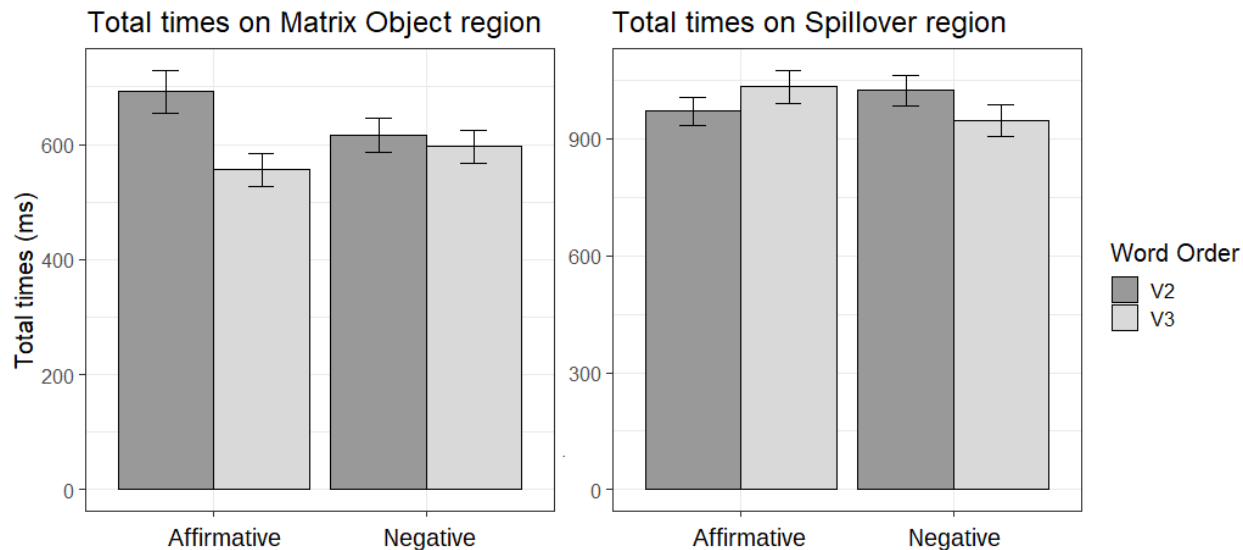 Total times on Matrix Object region
Total times (ms)
600
400
200
0
Affirmative
Negative
Total times on Spillover region
900
600
300
0
Affirmative
Negative
Word Order
V2
V3